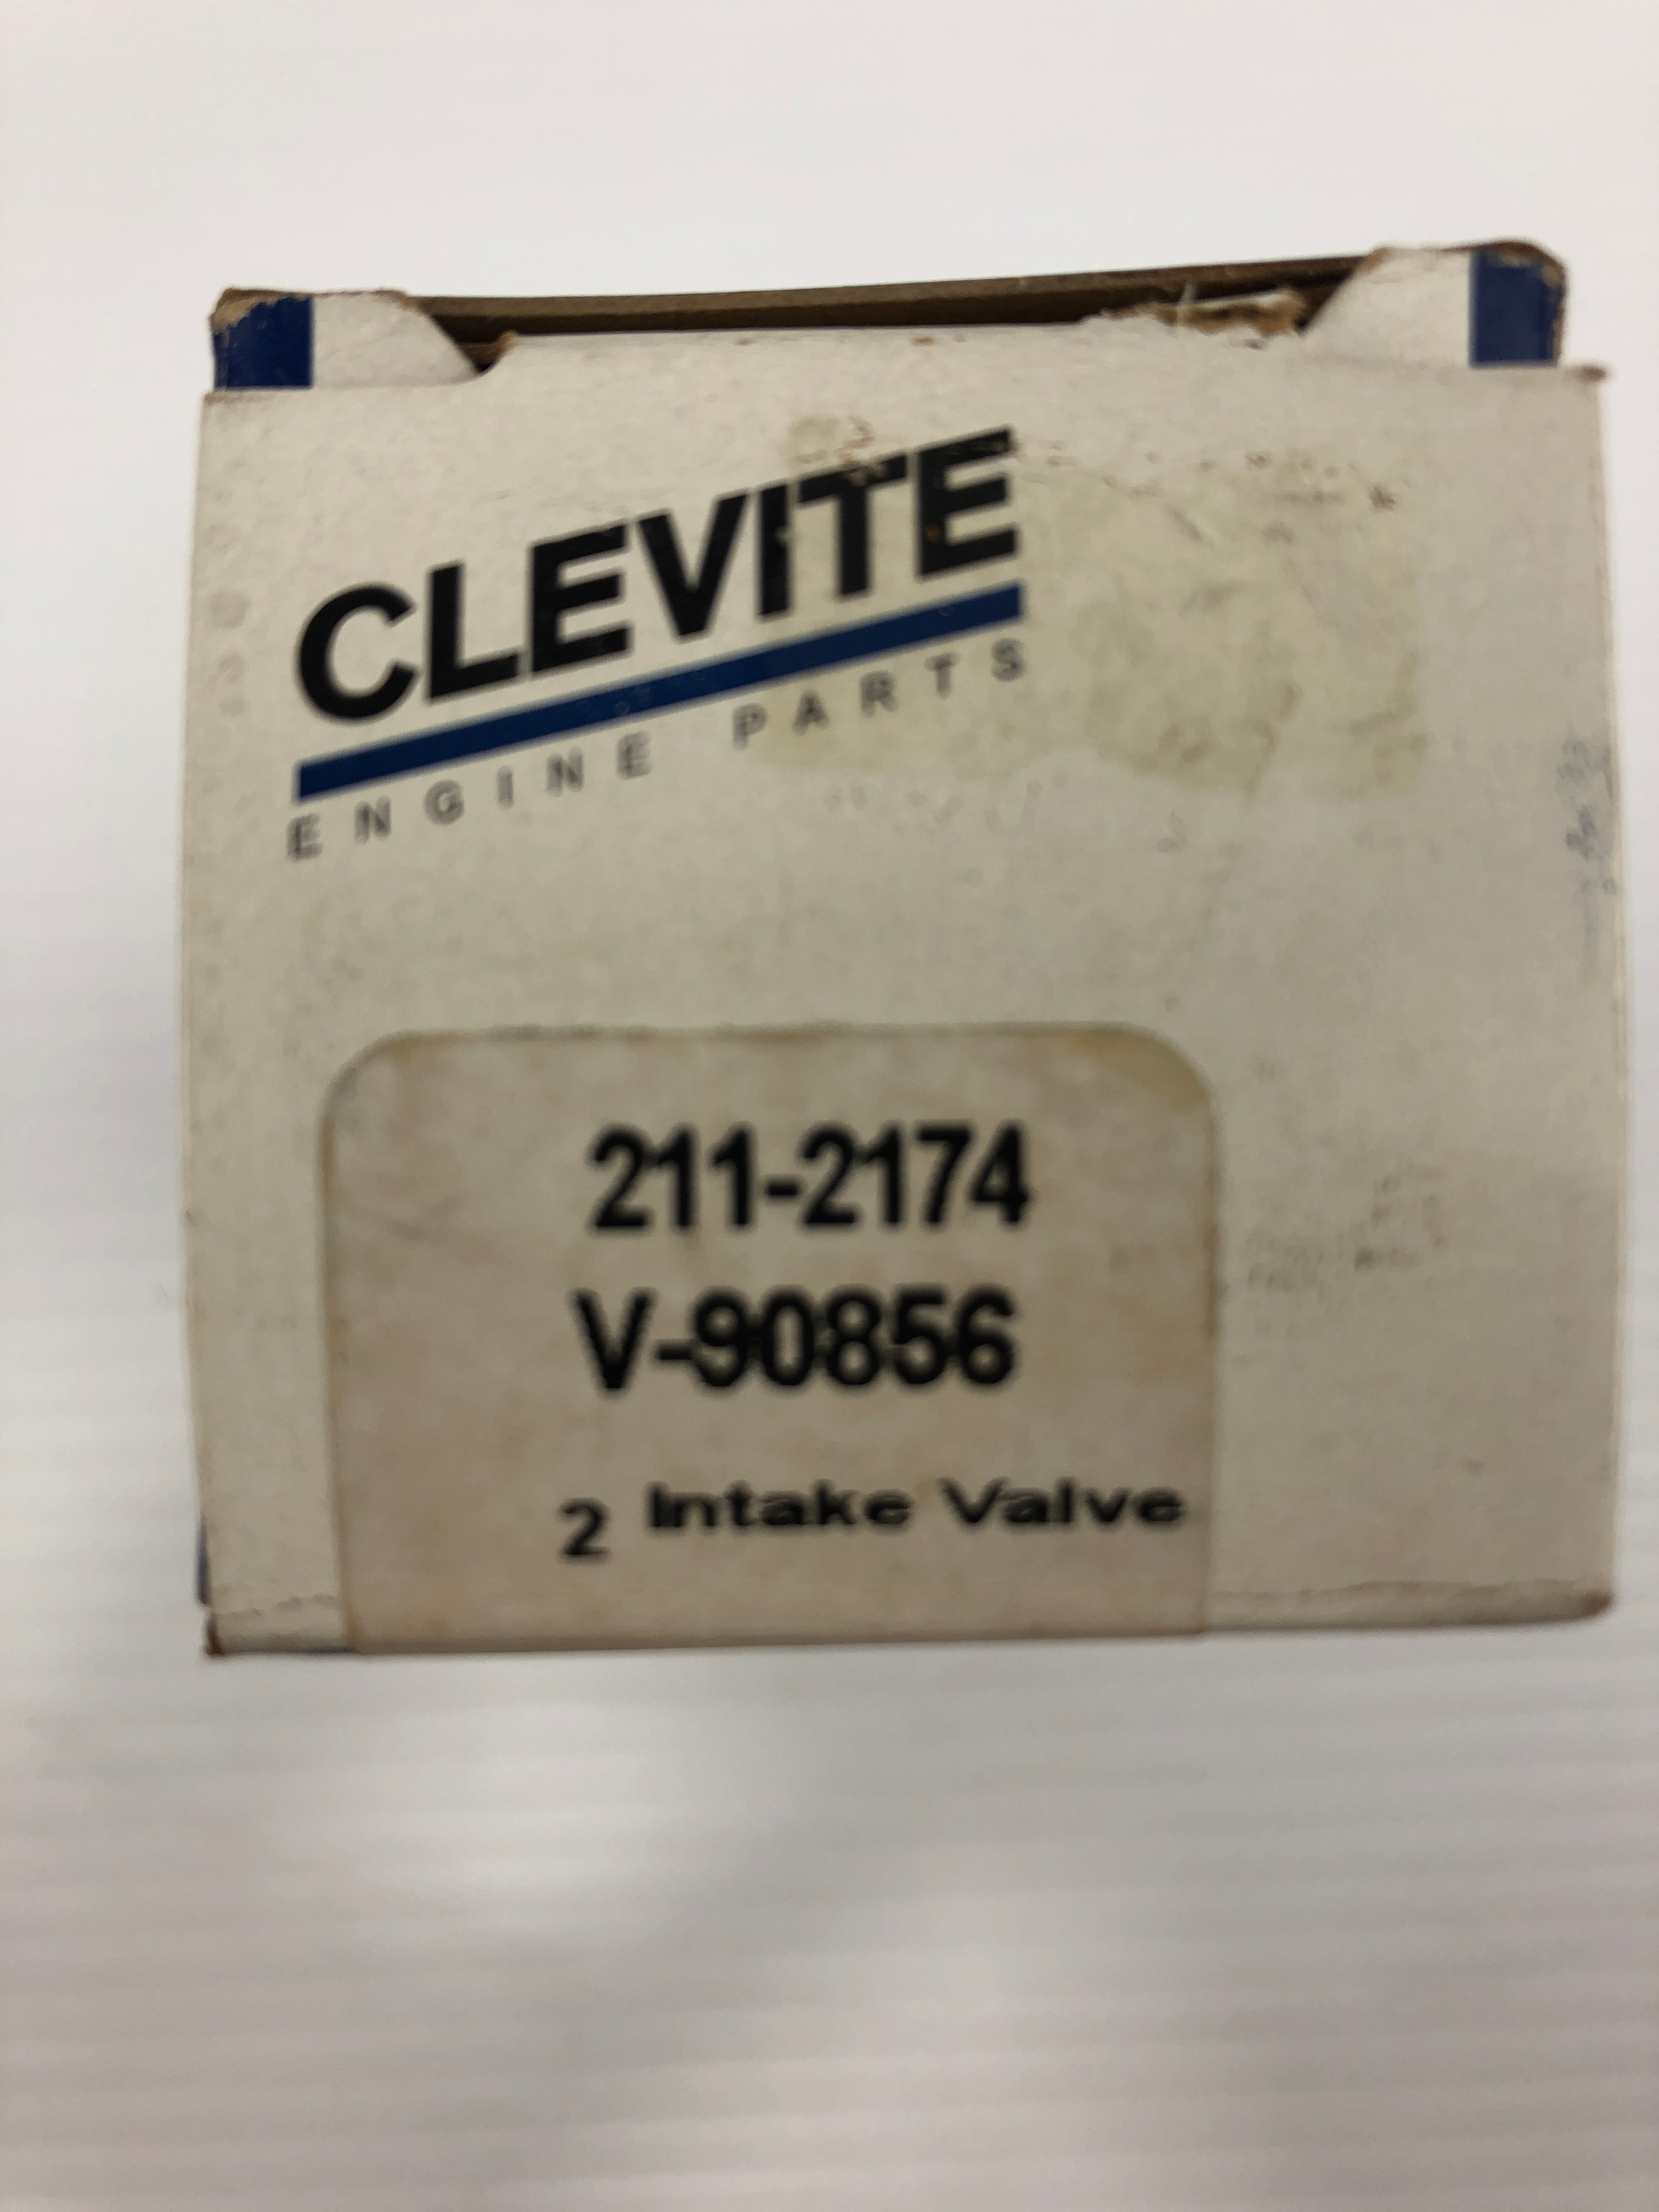 CLEVITE
ENGINE PARTS
211-2174
V-90856
2 Intake Valve